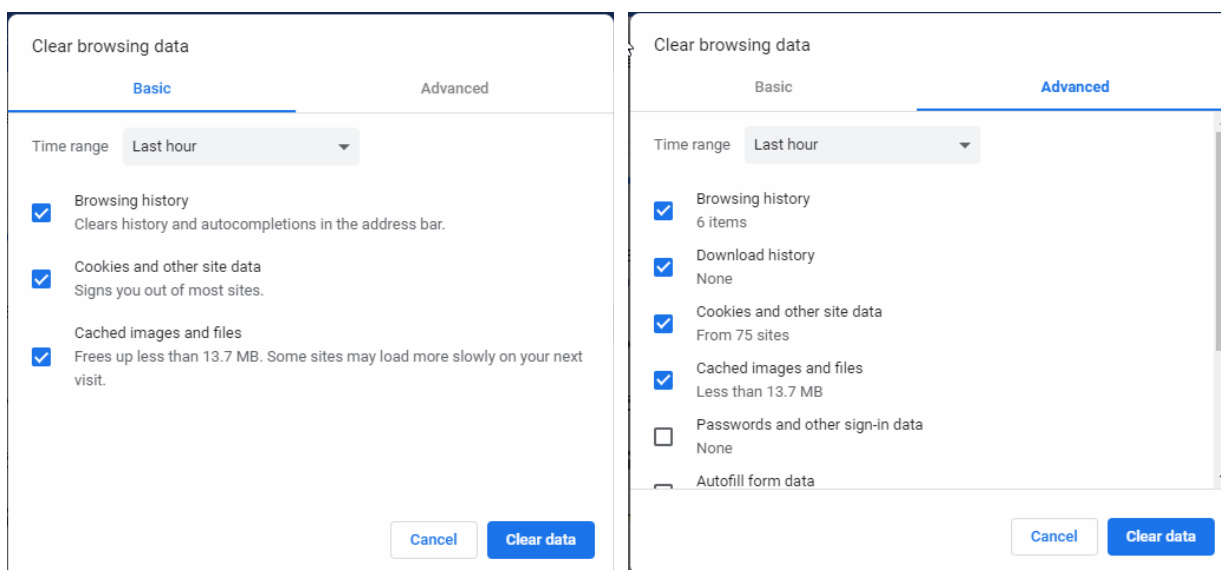 Clear browsing data
Basic
Advanced
Time range
Last hour
Browsing history
Clears history and autocompletions in the address bar.
Cookies and other site data
Signs you out of most sites.
Cached images and files
Frees up less than 13.7 MB. Some sites may load more slowly on your next
visit.
Cancel
Clear data
Clear browsing data
Basic
Advanced
Time range
Last hour
Browsing history
6 items
Download history
None
Cookies and other site data
From 75 sites
Cached images and files
Less than 13.7 MB
Passwords and other sign-in data
None
Autofill form data
Cancel
Clear data